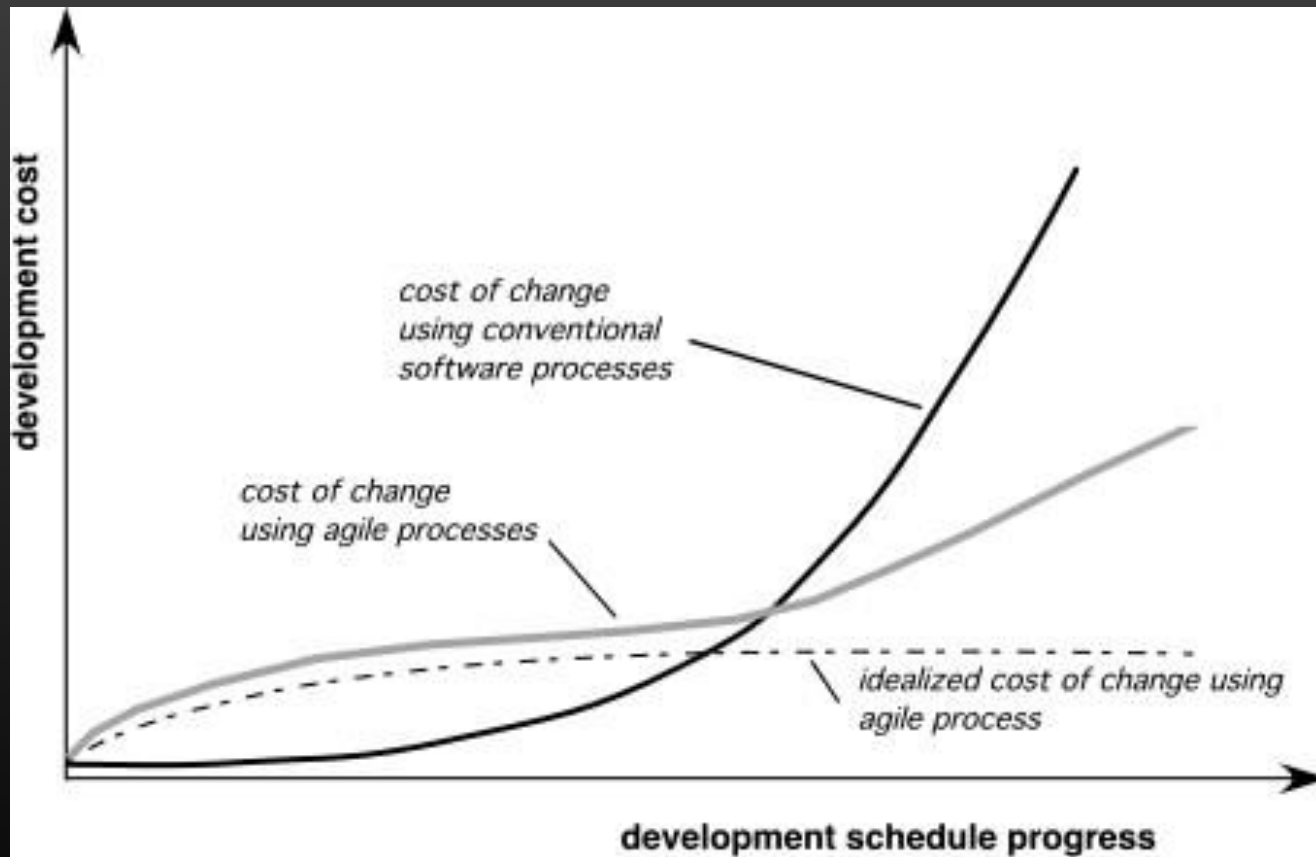 development cost
cost of change
using conventional
software processes
cost of change
using agile processes
idealized cost of change using
agile process
development schedule progress